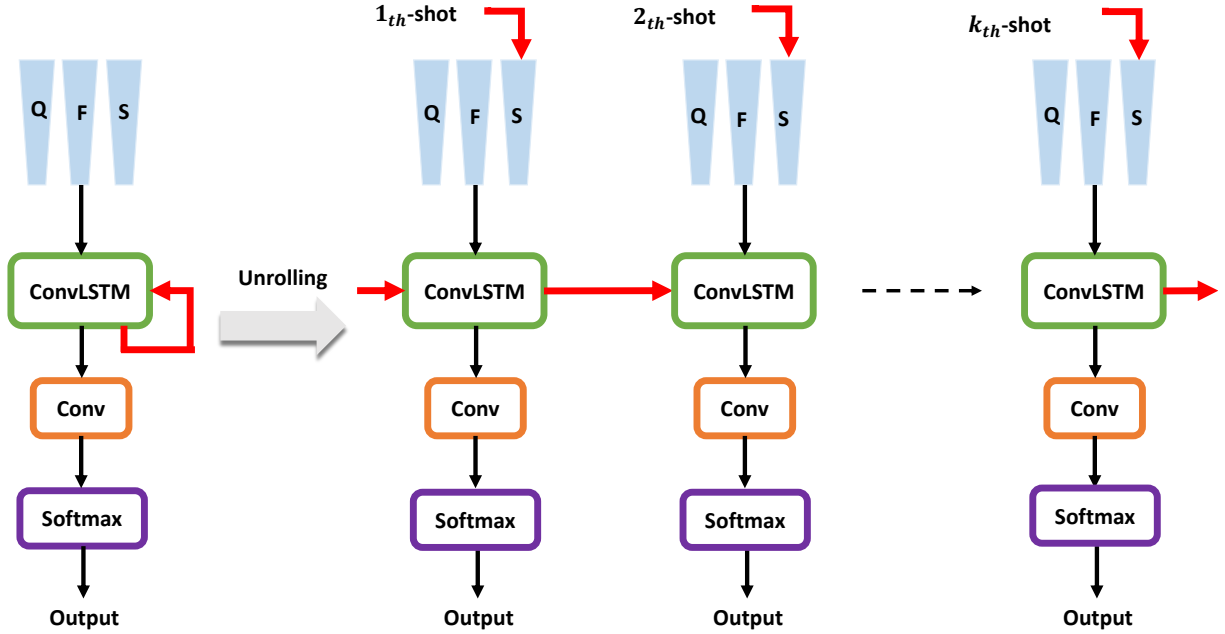 1th-shot
2th-shot
kth-shot
Q F S
Q F S
Q F S
Q F S
Unrolling
ConvLSTM
ConvLSTM
ConvLSTM
ConvLSTM
Conv
Conv
Conv
Conv
Softmax
Softmax
Softmax
Softmax
Output
Output
Output
Output